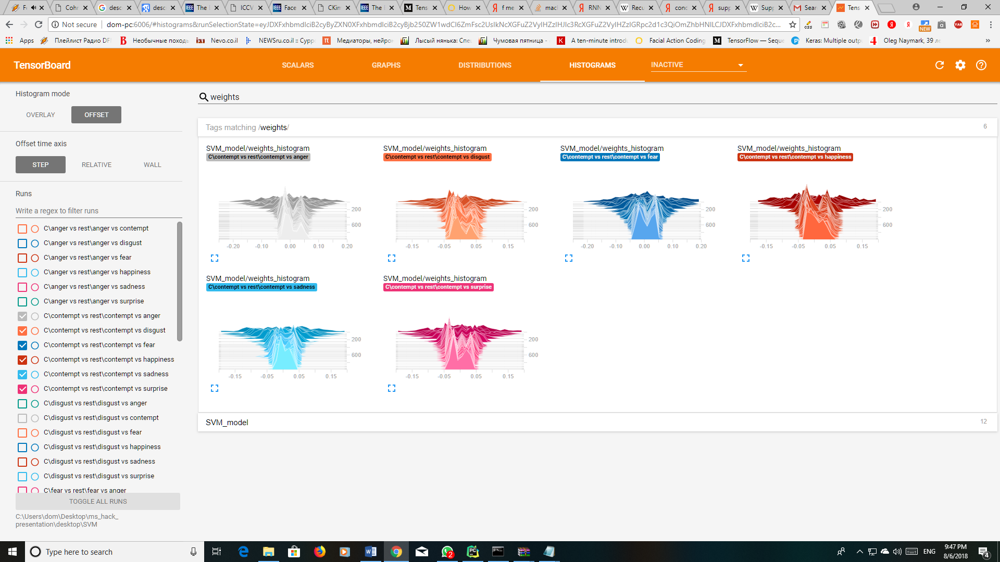 Cohn
desc
desc
The I
ICCV
Face
CKim
The I
Tens
How
f me
macl
RNN
Recu
cond
supp
Supp
Sear
Tens
Not secure
dom-pc:6006/#histograms&runSelectionState=
Apps
Плейлист Радио DF
Необычные поход
Nevo.co.il
NEWSru.co.il :: Сурр
Медиаторы, нейрон
Лысый нянька: Спец
Чумовая пятница -
A ten-minute introdu
Facial Action Coding
TensorFlow — Seque
Keras: Multiple outp
Oleg Naymark, 39 ле
»
TensorBoard
SCALARS
GRAPHS
DISTRIBUTIONS
HISTOGRAMS
INACTIVE
Histogram mode
OVERLAY
OFFSET
Offset time axis
STEP
RELATIVE
WALL
Runs
Write a regex to filter runs
C\anger vs rest\anger vs contempt
C\anger vs rest\anger vs disgust
C\anger vs rest\anger vs fear
C\anger vs rest\anger vs happiness
C\anger vs rest\anger vs sadness
C\anger vs rest\anger vs surprise
C\contempt vs rest\contempt vs anger
C\contempt vs rest\contempt vs disgust
C\contempt vs rest\contempt vs fear
C\contempt vs rest\contempt vs happiness
C\contempt vs rest\contempt vs sadness
C\contempt vs rest\contempt vs surprise
C\disgust vs rest\disgust vs anger
C\disgust vs rest\disgust vs contempt
C\disgust vs rest\disgust vs fear
C\disgust vs rest\disgust vs happiness
C\disgust vs rest\disgust vs sadness
C\disgust vs rest\disgust vs surprise
C\fear vs rest\fear vs anger
TOGGLE ALL RUNS
C:\Users\dom\Desktop\ms_hack_
presentation\desktop\SVM
weights
Tags matching /weights/
6
SVM_model/weights_histogram
C\contempt vs rest\contempt vs anger
200
600
-0.20 -0.10 0.00 0.10 0.20
SVM_model/weights_histogram
C\contempt vs rest\contempt vs disgust
200
600
-0.15 -0.05 0.05 0.15
SVM_model/weights_histogram
C\contempt vs rest\contempt vs fear
200
600
-0.20 -0.10 0.00 0.10 0.20
SVM_model/weights_histogram
C\contempt vs rest\contempt vs happiness
200
600
-0.15 -0.05 0.05 0.15
SVM_model/weights_histogram
C\contempt vs rest\contempt vs sadness
200
600
-0.15 -0.05 0.05 0.15
SVM_model/weights_histogram
C\contempt vs rest\contempt vs surprise
200
600
-0.15 -0.05 0.05 0.15
SVM_model
12
Type here to search
2
ENG
9:47 PM
8/6/2018
4